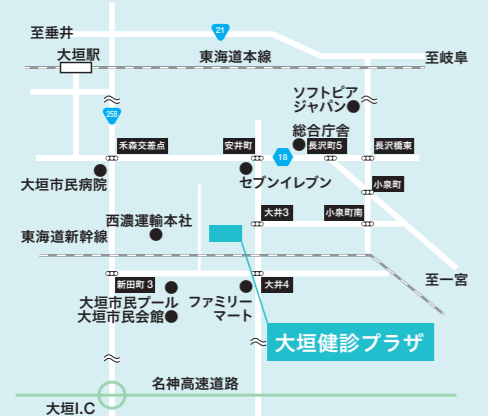 至垂井
21
大垣駅
東海道本線
至岐阜
ソフトピア
ジャパン
258
総合庁舎
禾森交差点
安井町
長沢町5
長沢橋東
18
大垣市民病院
セブンイレブン
小泉町
西濃運輸本社
大井3
小泉町南
東海道新幹線
至一宮
新田町3
大井4
大垣市民プール
大垣市民会館
ファミリー
マート
大垣健診プラザ
名神高速道路
大垣I.C